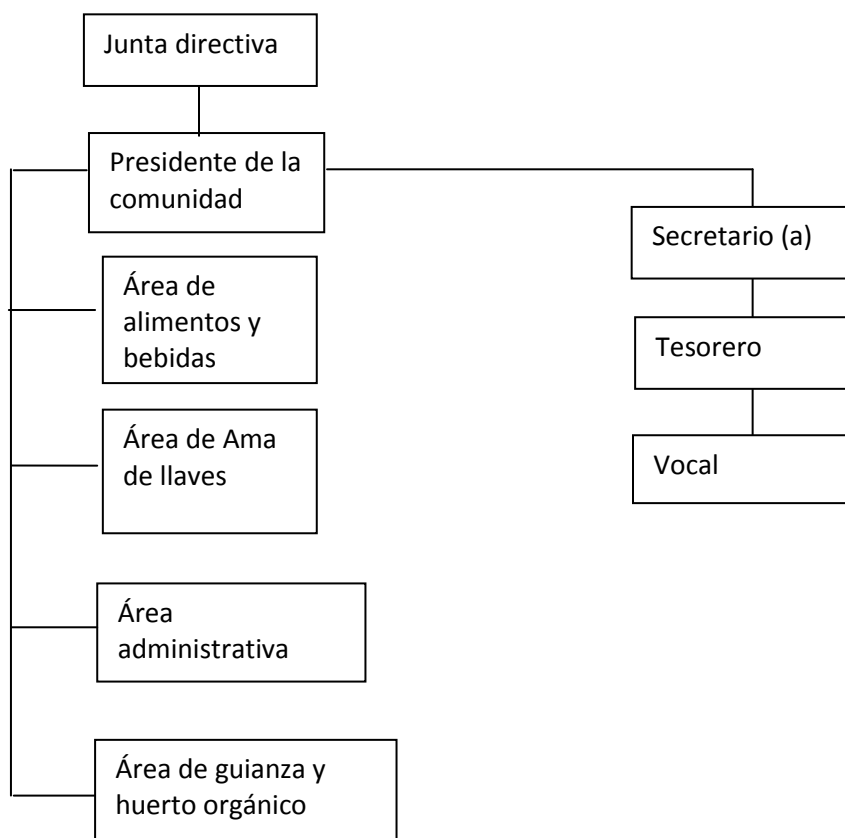 Junta directiva
Presidente de la
comunidad
Secretario (a)
Área de
alimentos y
bebidas
Tesorero
Área de Ama
de llaves
Vocal
Área
administrativa
Área de guianza y
huerto orgánico